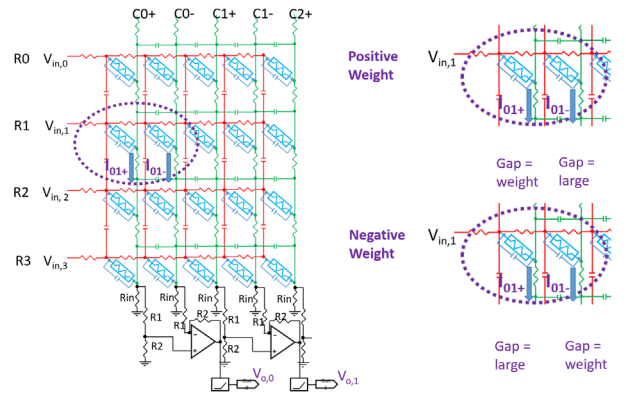 C0+ C0- C1+ C1- C2+
R0 Vin,0
R1 Vin,1
I01+ I01-
R2 Vin, 2
R3 Vin,3
Rin Rin Rin Rin Rin
R1 R1 R2 R1 R1 R2
R2 R2
Vo,0 Vo,1
Positive
Weight
Vin,1
I01+ I01-
Gap = Gap =
weight large
Negative
Weight
Vin,1
I01+ I01-
Gap = Gap =
large weight